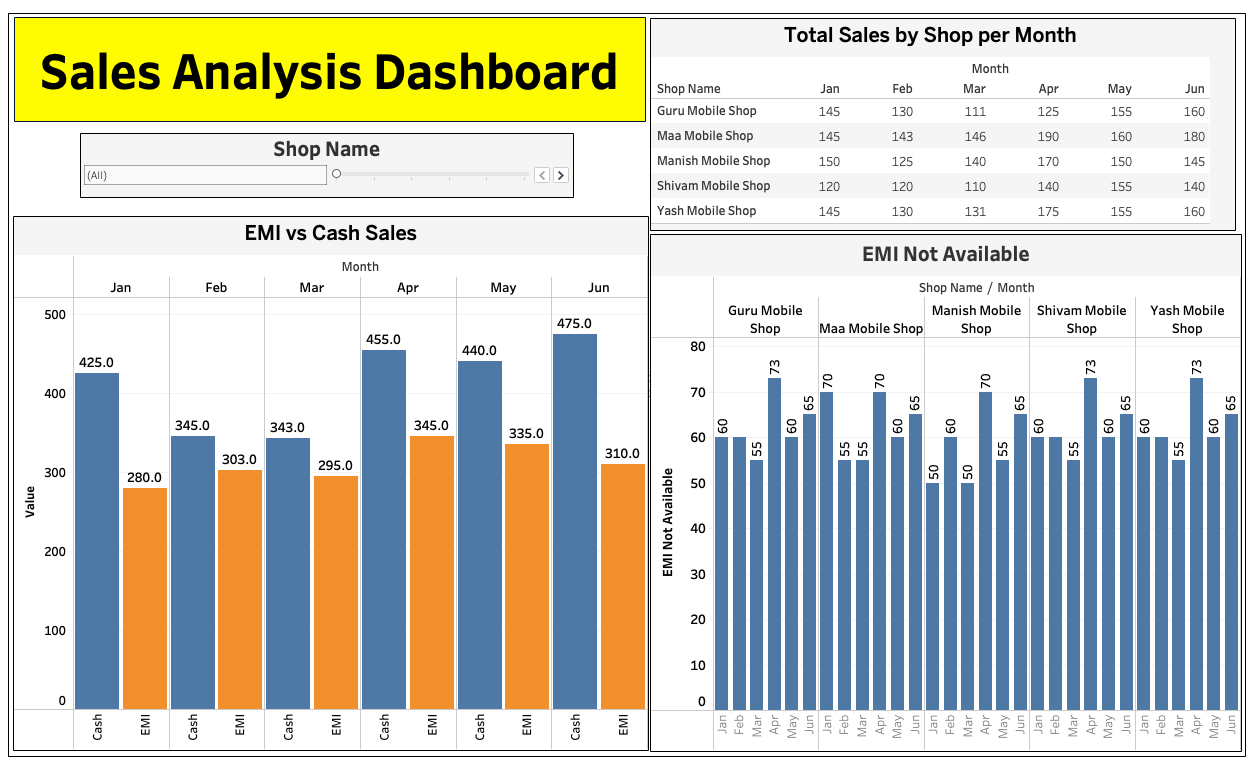 Sales Analysis Dashboard
Shop Name
(All)
EMI vs Cash Sales
Month
Jan Feb Mar Apr May Jun
Value
500
400
300
200
100
0
425.0 280.0 345.0 303.0 343.0 295.0 455.0 345.0 440.0 335.0 475.0 310.0
Cash EMI Cash EMI Cash EMI Cash EMI Cash EMI Cash EMI
Total Sales by Shop per Month
Month
Shop Name Jan Feb Mar Apr May Jun
Guru Mobile Shop 145 130 111 125 155 160
Maa Mobile Shop 145 143 146 190 160 180
Manish Mobile Shop 150 125 140 170 150 145
Shivam Mobile Shop 120 120 110 140 155 140
Yash Mobile Shop 145 130 131 175 155 160
EMI Not Available
Shop Name / Month
Guru Mobile Shop Maa Mobile Shop Manish Mobile Shop Shivam Mobile Shop Yash Mobile Shop
EMI Not Available
80
70
60
50
40
30
20
10
0
60 55 73 60 65 70 55 55 70 60 65 50 60 50 70 55 65 60 55 73 60 65 60 55 73 60 65
Jan Feb Mar Apr May Jun Jan Feb Mar Apr May Jun Jan Feb Mar Apr May Jun Jan Feb Mar Apr May Jun Jan Feb Mar Apr May Jun